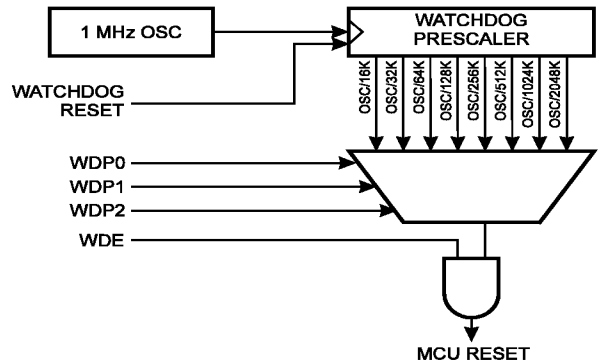 1 MHz OSC
WATCHDOG
PRESCALER
WATCHDOG
RESET
OSC/16K
OSC/32K
OSC/64K
OSC/128K
OSC/256K
OSC/512K
OSC/1024K
OSC/2048K
WDP0
WDP1
WDP2
WDE
MCU RESET